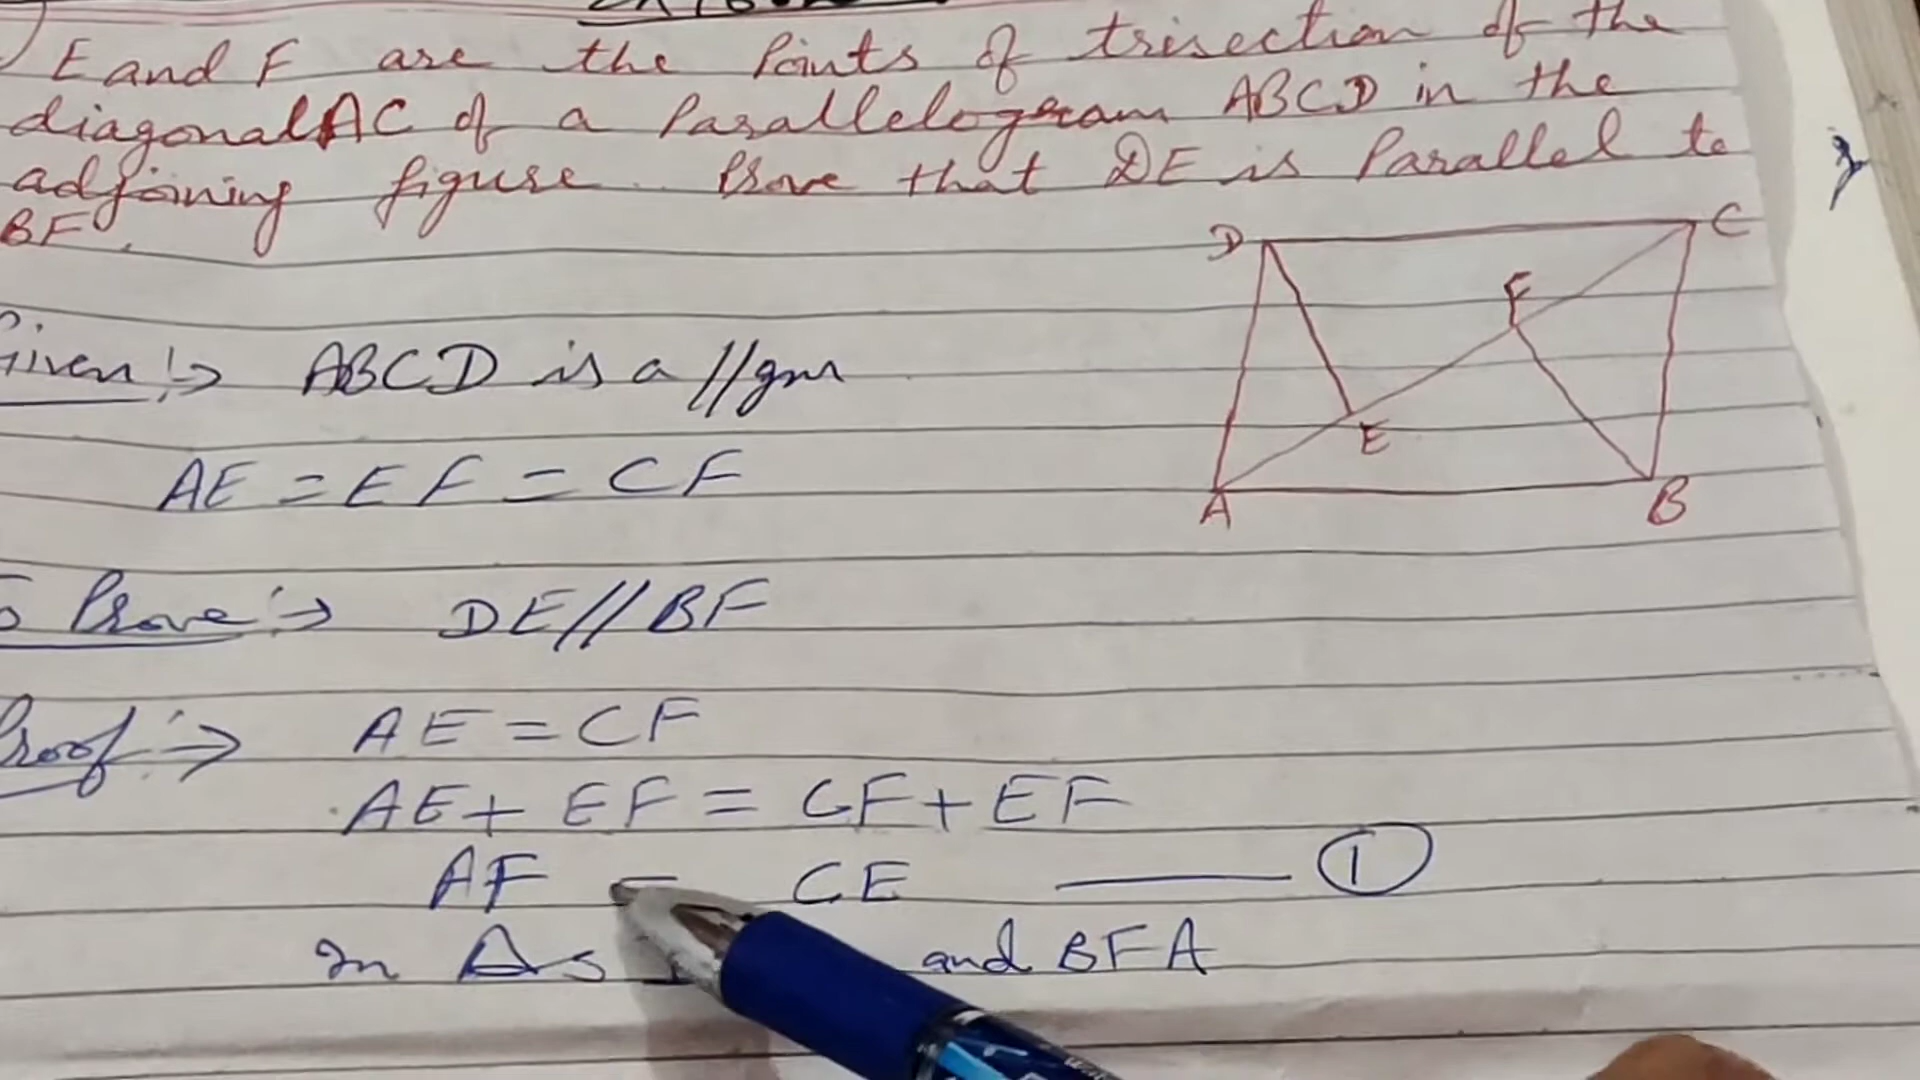 E and F are the Points of trisection of the
diagonal AC of a Parallelogram ABCD in the
adjoining figure. Prove that DE is Parallel to
BF.
D
C
F
E
A
B
Given :→ ABCD is a //gm
AE = EF = CF
Prove :→ DE//BF
Proof :→ AE = CF
AE + EF = CF + EF
AF = CE 1
In Δs and BFA